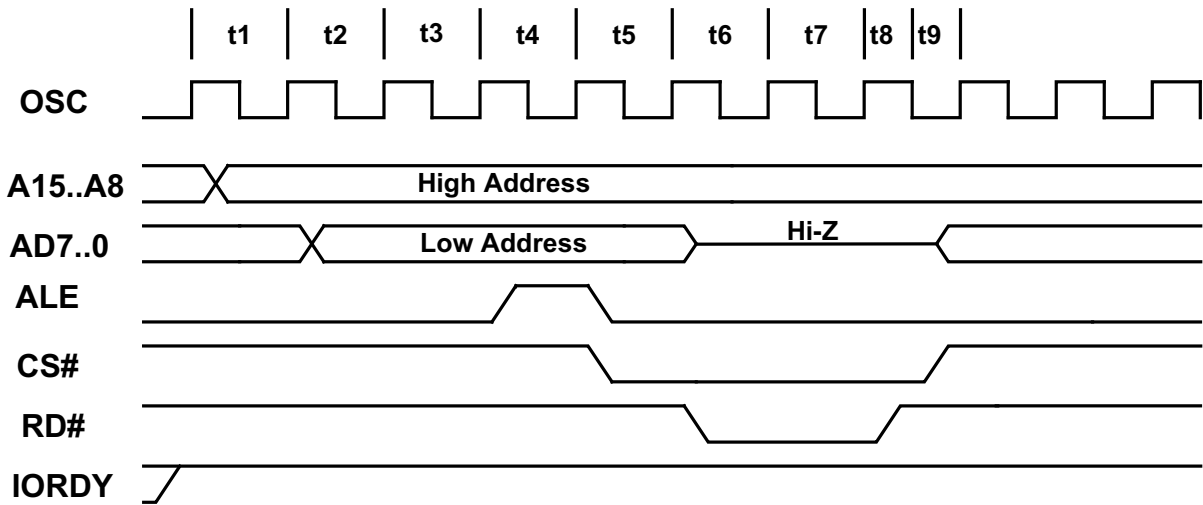 t1 t2 t3 t4 t5 t6 t7 t8 t9
OSC
A15..A8 High Address
AD7..0 Low Address Hi-Z
ALE
CS#
RD#
IORDY